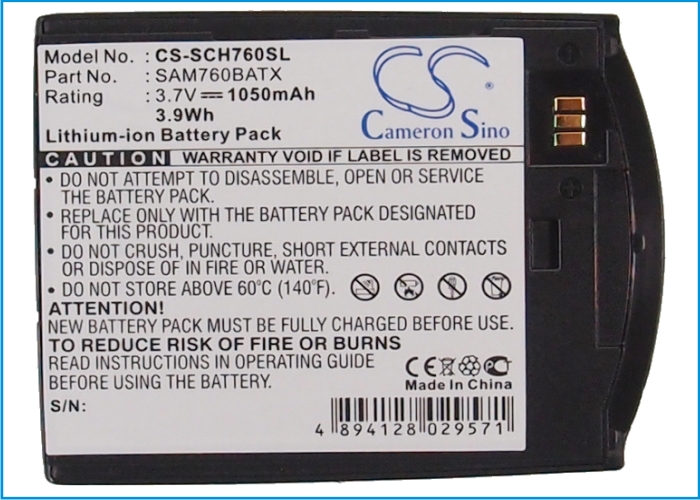 Model No.: CS-SCH760SL
Part No.: SAM760BATX
Rating : 3.7V 1050mAh
3.9Wh
Lithium-ion Battery Pack
CS
Cameron Sino
CAUTION WARRANTY VOID IF LABEL IS REMOVED
• DO NOT ATTEMPT TO DISASSEMBLE, OPEN OR SERVICE
THE BATTERY PACK.
• REPLACE ONLY WITH THE BATTERY PACK DESIGNATED
FOR THIS PRODUCT.
• DO NOT CRUSH, PUNCTURE, SHORT EXTERNAL CONTACTS
OR DISPOSE OF IN FIRE OR WATER.
• DO NOT STORE ABOVE 60°C (140°F).
ATTENTION!
NEW BATTERY PACK MUST BE FULLY CHARGED BEFORE USE
TO REDUCE RISK OF FIRE OR BURNS
FOLLOW INSTRUCTIONS IN OPERATING GUIDE
BEFORE USING BATTERY PACK.
CE
Made In China
S/N:
4 894128 029571